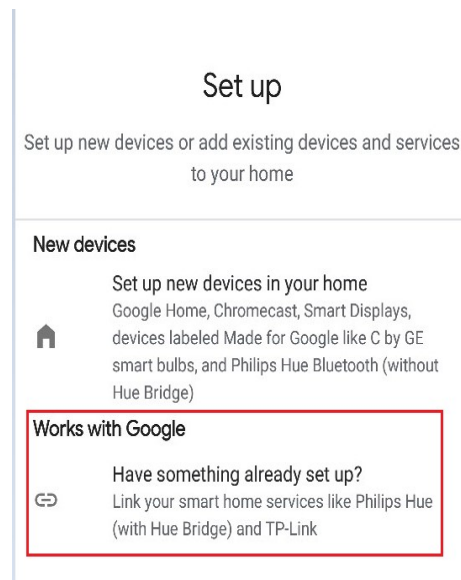 Set up
Set up new devices or add existing devices and services
to your home
New devices
Set up new devices in your home
Google Home, Chromecast, Smart Displays,
devices labeled Made for Google like C by GE
smart bulbs, and Philips Hue Bluetooth (without
Hue Bridge)
Works with Google
Have something already set up?
Link your smart home services like Philips Hue
(with Hue Bridge) and TP-Link